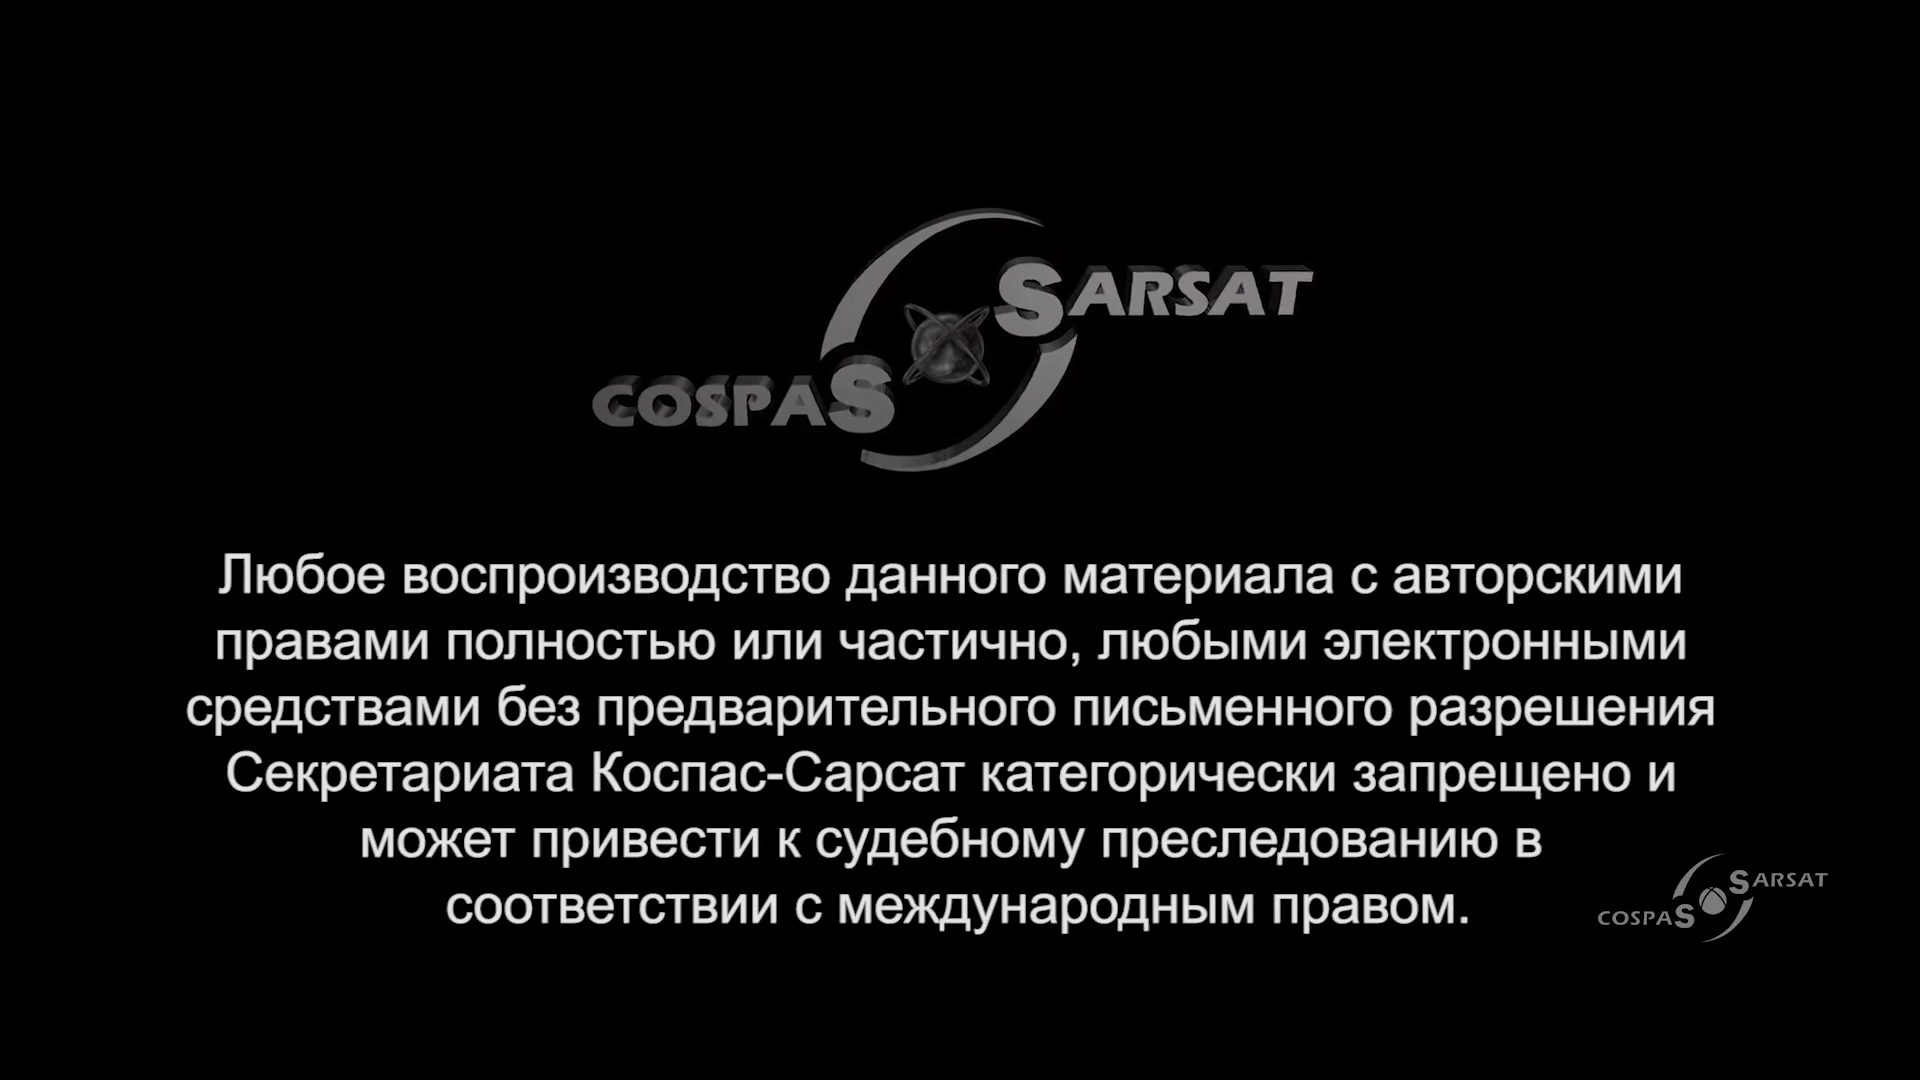 SARSAT
COSPAS
Любое воспроизводство данного материала с авторскими
правами полностью или частично, любыми электронными
средствами без предварительного письменного разрешения
Секретариата Коспас-Сарсат категорически запрещено и
может привести к судебному преследованию в
соответствии с международным правом.
SARSAT
COSPAS